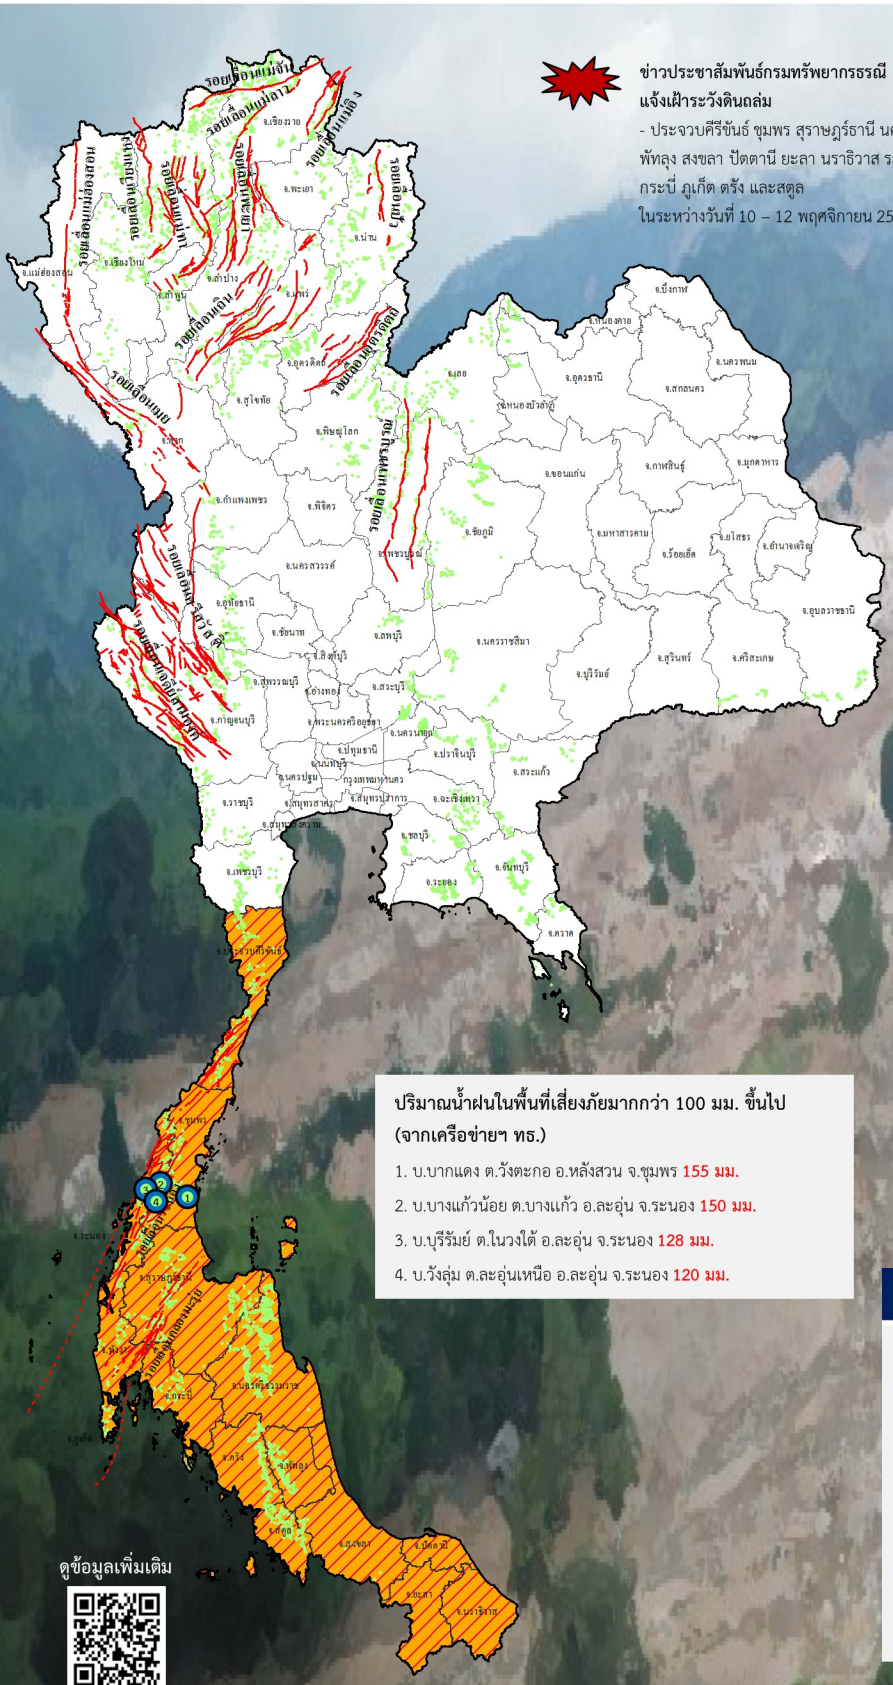 ข่าวประชาสัมพันธ์กรมทรัพยากรธรณี
แจ้งเฝ้าระวังดินถล่ม
- ประจวบคีรีขันธ์ ชุมพร สุราษฎร์ธานี
พัทลุง สงขลา ปัตตานี ยะลา นราธิวาส
กระบี่ ภูเก็ต ตรัง และสตูล
ในระหว่างวันที่ 10 – 12 พฤศจิกายน 25
รอยเลื่อนแม่จัน
รอยเลื่อนแม่ลาว
จ.เชียงราย
รอยเลื่อนแม่อิง
รอยเลื่อนแม่ฮ่องสอน
รอยเลื่อนแม่ทา
รอยเลื่อนพะเยา
จ.พะเยา
รอยเลื่อนปัว
จ.น่าน
จ.แม่ฮ่องสอน
จ.เชียงใหม่
จ.ลำปาง
จ.ลำพูน
จ.แพร่
รอยเลื่อนเถิน
จ.อุตรดิตถ์
รอยเลื่อนอุตรดิตถ์
จ.บึงกาฬ
จ.หนองคาย
จ.เลย
จ.อุดรธานี
จ.นครพนม
จ.สกลนคร
รอยเลื่อนเมย
จ.ตาก
จ.สุโขทัย
จ.พิษณุโลก
จ.หนองบัวลำภู
รอยเลื่อนเพชรบูรณ์
จ.ขอนแก่น
จ.กาฬสินธุ์
จ.มุกดาหาร
จ.กำแพงเพชร
จ.พิจิตร
จ.เพชรบูรณ์
จ.ชัยภูมิ
จ.มหาสารคาม
จ.ร้อยเอ็ด
จ.ยโสธร
จ.อำนาจเจริญ
จ.นครสวรรค์
รอยเลื่อนศรีสวัสดิ์
จ.อุทัยธานี
จ.อุบลราชธานี
จ.ชัยนาท
จ.ลพบุรี
จ.นครราชสีมา
จ.บุรีรัมย์
จ.สุรินทร์
จ.ศรีสะเกษ
รอยเลื่อนเจดีย์สามองค์
จ.สิงห์บุรี
จ.สุพรรณบุรี
จ.อ่างทอง
จ.สระบุรี
จ.กาญจนบุรี
จ.พระนครศรีอยุธยา
จ.นครนายก
จ.ปทุมธานี
จ.ปราจีนบุรี
จ.นนทบุรี
จ.สระแก้ว
จ.นครปฐม
กรุงเทพมหานคร
จ.ราชบุรี
จ.สมุทรสาคร
จ.สมุทรปราการ
จ.ฉะเชิงเทรา
จ.สมุทรสงคราม
จ.ชลบุรี
จ.เพชรบุรี
จ.ระยอง
จ.จันทบุรี
จ.ตราด
จ.ประจวบคีรีขันธ์
ปริมาณน้ำฝนในพื้นที่เสี่ยงภัยมากกว่า 100 มม. ขึ้นไป
(จากเครือข่ายฯ ทธ.)
1. บ.บากแดง ต.วังตะกอ อ.หลังสวน จ.ชุมพร 155 มม.
2. บ.บางแก้วน้อย ต.บางแก้ว อ.ละอุ่น จ.ระนอง 150 มม.
3. บ.บุรีรัมย์ ต.ในวงใต้ อ.ละอุ่น จ.ระนอง 128 มม.
4. บ.วังลุ่ม ต.ละอุ่นเหนือ อ.ละอุ่น จ.ระนอง 120 มม.
จ.ชุมพร
3
2
4
1
จ.ระนอง
รอยเลื่อนระนอง
จ.สุราษฎร์ธานี
รอยเลื่อนคลองมะรุ่ย
จ.พังงา
จ.กระบี่
จ.นครศรีธรรมราช
จ.ภูเก็ต
จ.ตรัง
จ.พัทลุง
จ.สตูล
จ.สงขลา
จ.ปัตตานี
จ.ยะลา
จ.นราธิวาส
ดูข้อมูลเพิ่มเติม